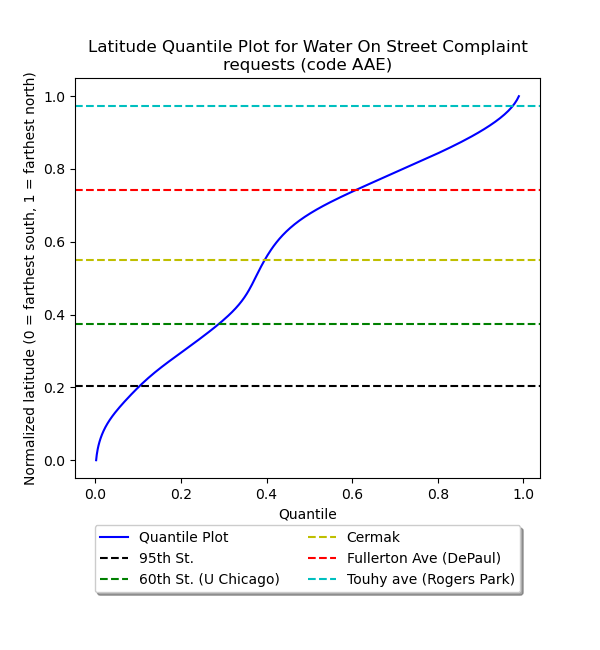 Latitude Quantile Plot for Water On Street Complaint
requests (code AAE)
Normalized latitude (0 = farthest south, 1 = farthest north)
1.0
0.8
0.6
0.4
0.2
0.0
0.0 0.2 0.4 0.6 0.8 1.0
Quantile
Quantile Plot
95th St.
60th St. (U Chicago)
Cermak
Fullerton Ave (DePaul)
Touhy ave (Rogers Park)